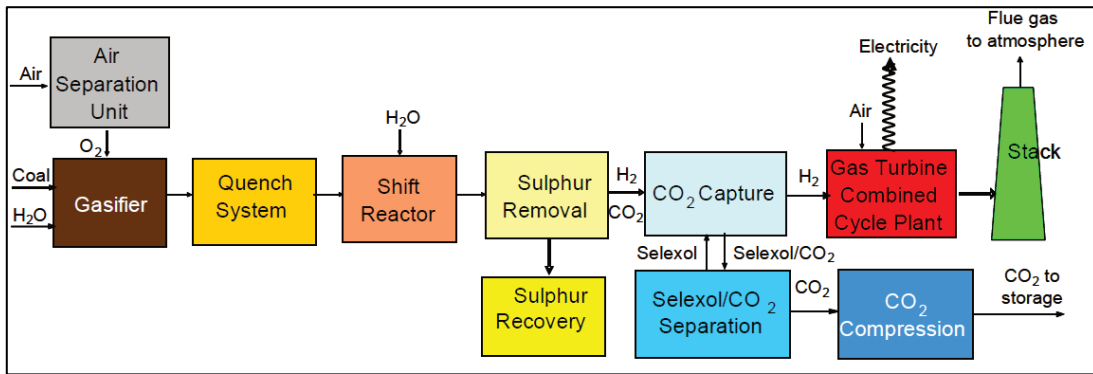 Air
Air
Separation
Unit
O₂
Coal
H₂O
Gasifier
Quench
System
H₂O
Shift
Reactor
Sulphur
Removal
Sulphur
Recovery
H₂
CO₂
CO₂ Capture
Selexol
Selexol/CO₂
Selexol/CO₂
Separation
CO₂
CO₂
Compression
CO₂ to
storage
H₂
Air
Electricity
Gas Turbine
Combined
Cycle Plant
Flue gas
to atmosphere
Stack